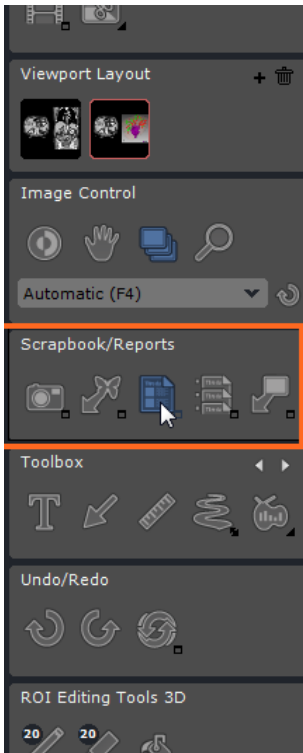 Viewport Layout
Image Control
Automatic (F4)
Scrapbook/Reports
Toolbox
T
Undo/Redo
ROI Editing Tools 3D
20 20